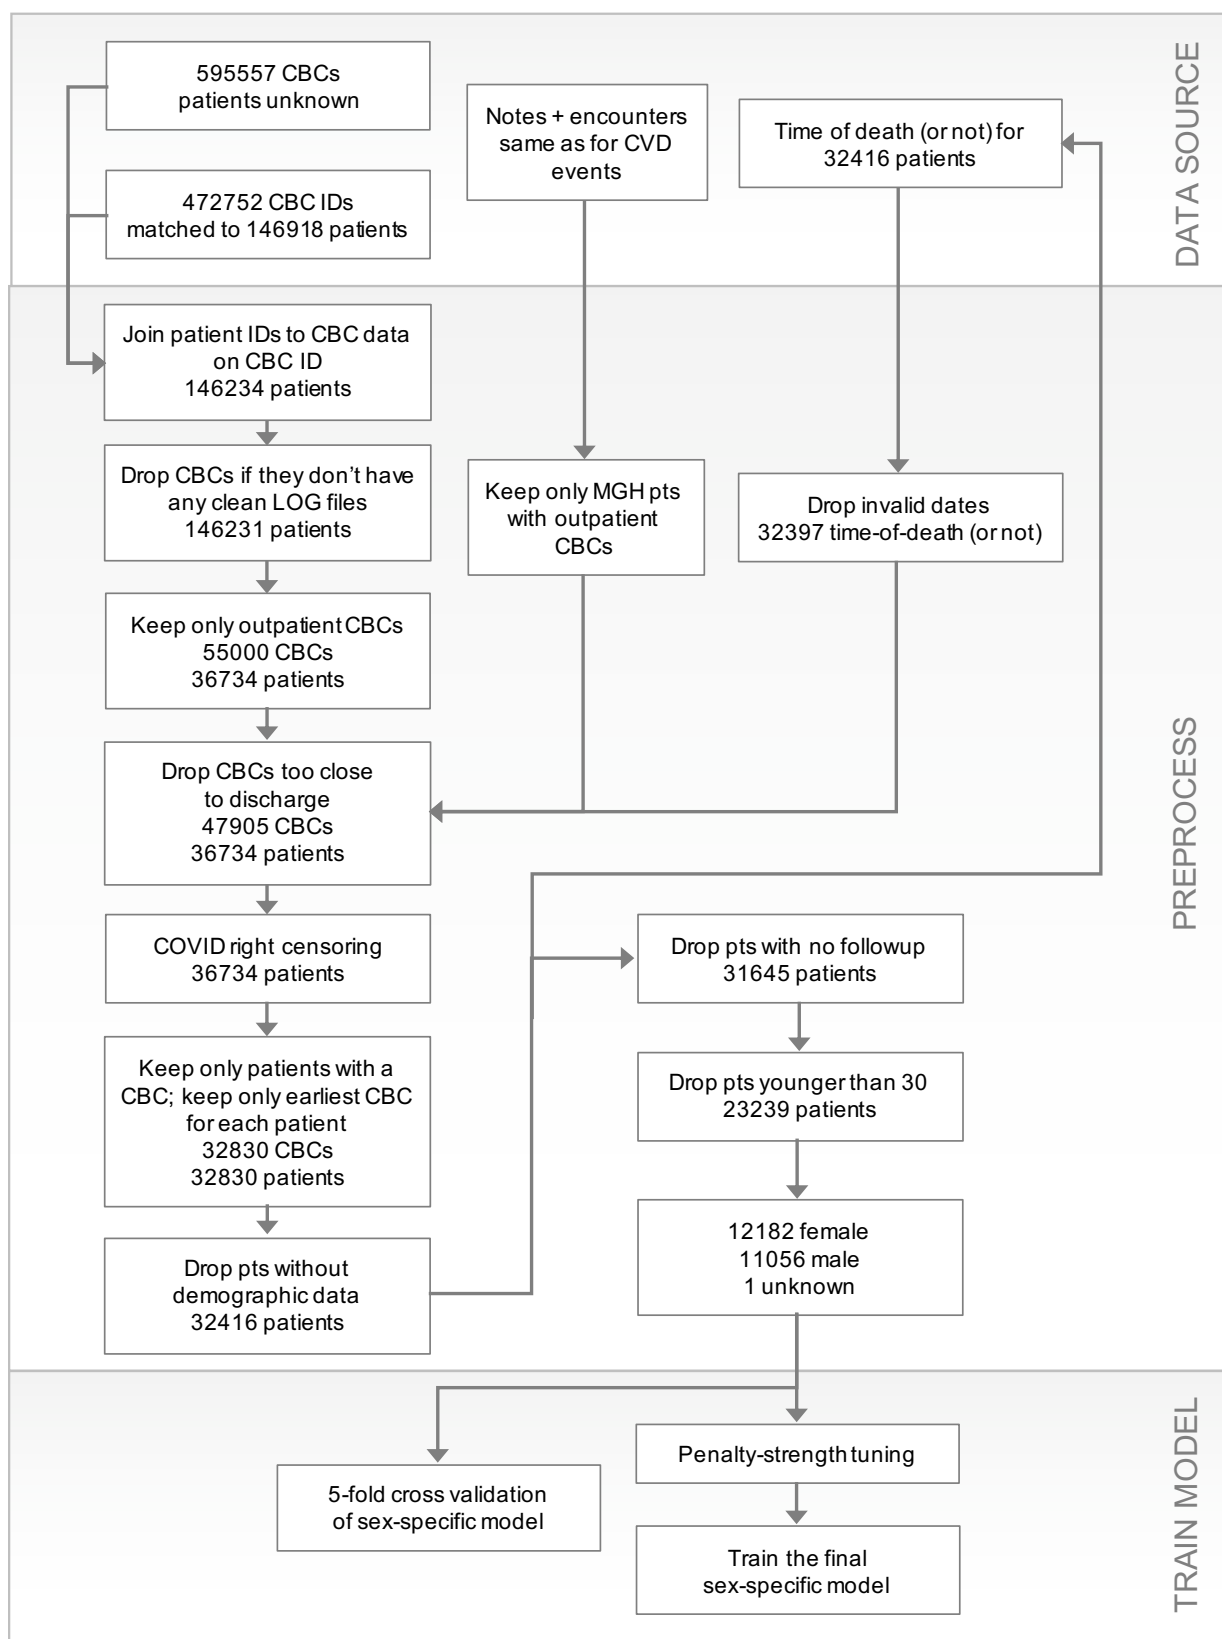 DATA SOURCE
595557 CBCs
patients unknown
472752 CBC IDs
matched to 146918 patients
Notes + encounters
same as for CVD
events
Time of death (or not) for
32416 patients
PREPROCESS
Join patient IDs to CBC data
on CBC ID
146234 patients
Drop CBCs if they don't have
any clean LOG files
146231 patients
Keep only outpatient CBCs
55000 CBCs
36734 patients
Drop CBCs too close
to discharge
47905 CBCs
36734 patients
COVID right censoring
36734 patients
Keep only patients with a
CBC; keep only earliest CBC
for each patient
32830 CBCs
32830 patients
Drop pts without
demographic data
32416 patients
Keep only MGH pts
with outpatient
CBCs
Drop invalid dates
32397 time-of-death (or not)
Drop pts with no followup
31645 patients
Drop pts younger than 30
23239 patients
12182 female
11056 male
1 unknown
TRAIN MODEL
5-fold cross validation
of sex-specific model
Penalty-strength tuning
Train the final
sex-specific model